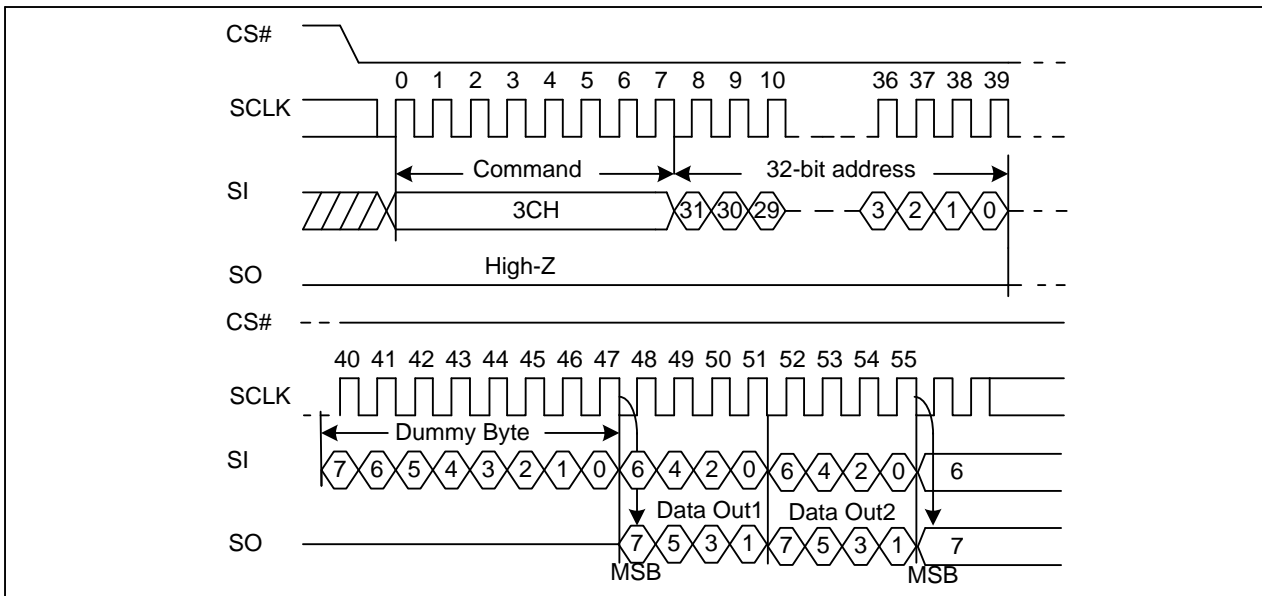 CS#
0 1 2 3 4 5 6 7 8 9 10 36 37 38 39
SCLK
Command 32-bit address
SI
3CH 31 30 29 3 2 1 0
High-Z
SO
CS#
40 41 42 43 44 45 46 47 48 49 50 51 52 53 54 55
SCLK
Dummy Byte
SI
7 6 5 4 3 2 1 0 6 4 2 0 6 4 2 0 6
Data Out1 Data Out2
SO
7 5 3 1 7 5 3 1 7
MSB MSB